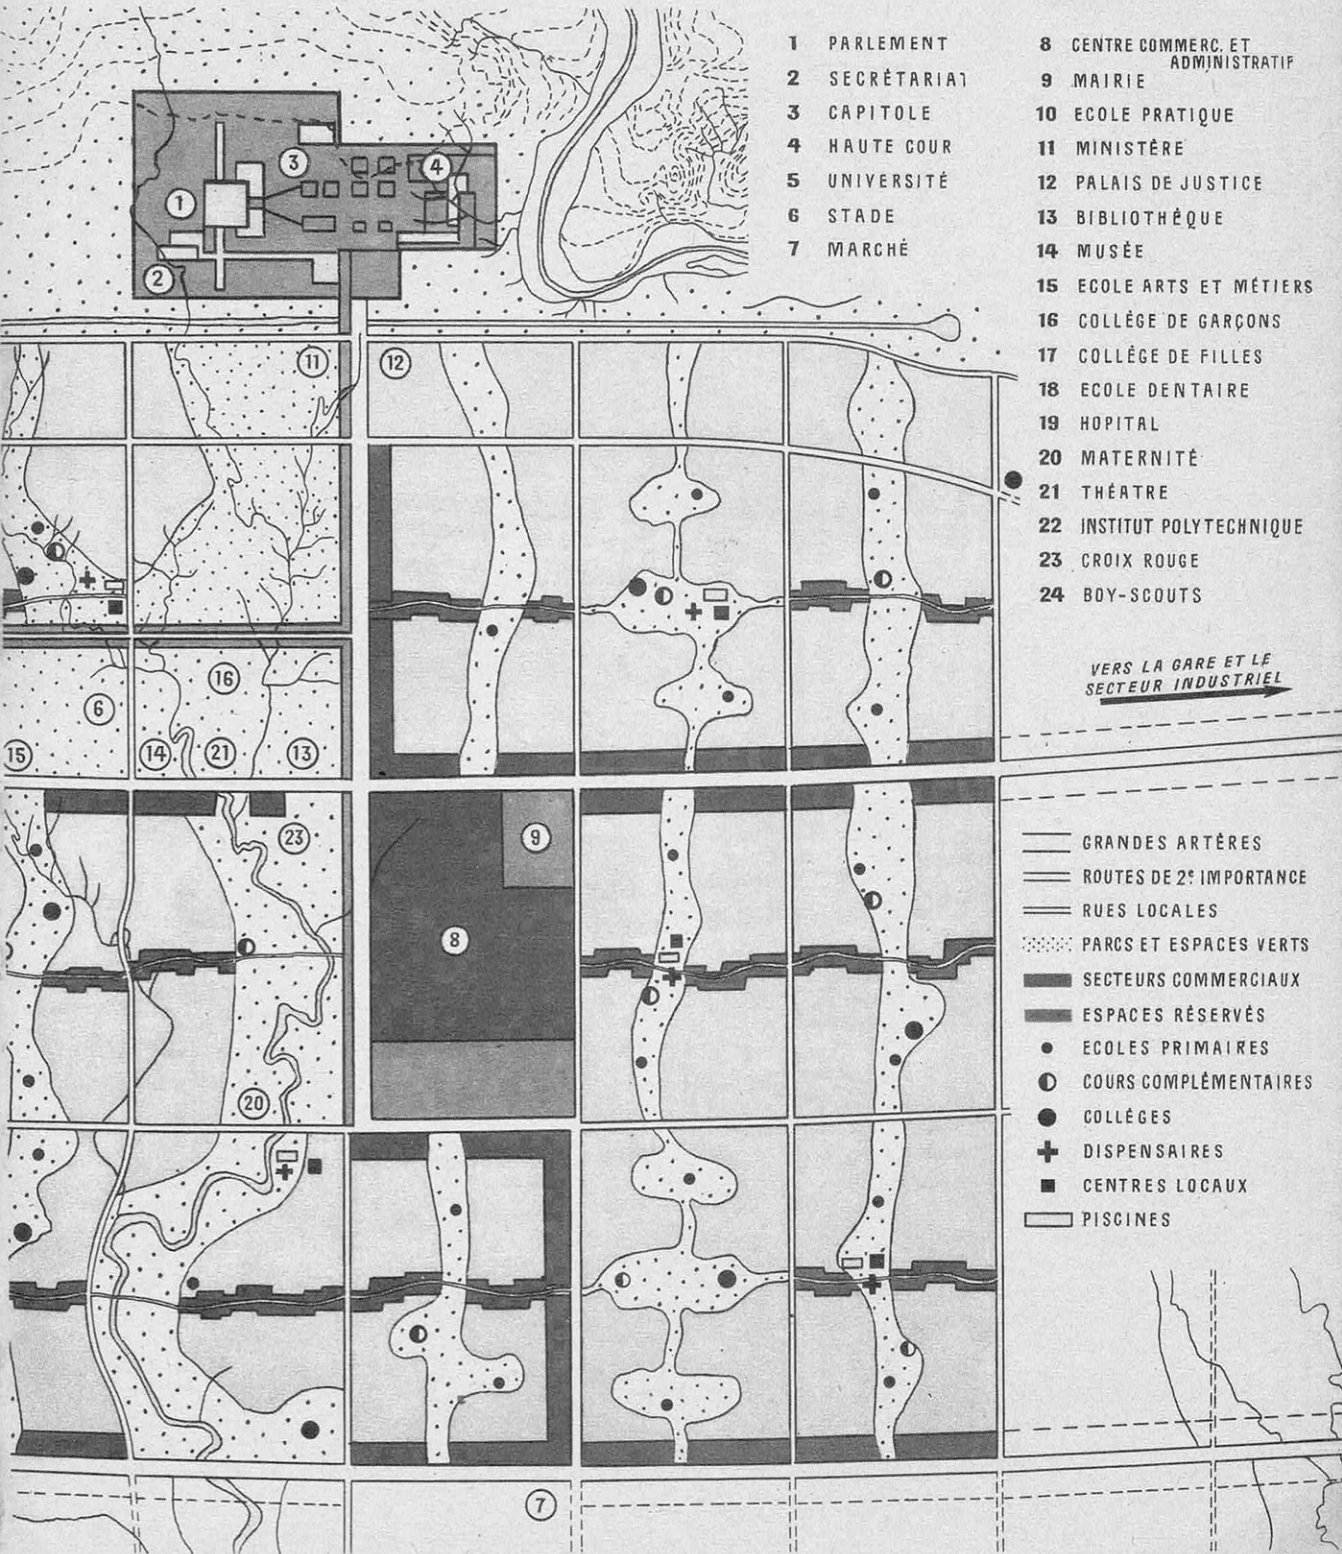 1 PARLEMENT
2 SECRÉTARIAT
3 CAPITOLE
4 HAUTE COUR
5 UNIVERSITÉ
6 STADE
7 MARCHÉ
8 CENTRE COMMERC. ET
ADMINISTRATIF
9 MAIRIE
10 ECOLE PRATIQUE
11 MINISTÈRE
12 PALAIS DE JUSTICE
13 BIBLIOTHÈQUE
14 MUSÉE
15 ECOLE ARTS ET MÉTIERS
16 COLLÈGE DE GARÇONS
17 COLLÈGE DE FILLES
18 ECOLE DENTAIRE
19 HOPITAL
20 MATERNITÉ
21 THÉATRE
22 INSTITUT POLYTECHNIQUE
23 CROIX ROUGE
24 BOY-SCOUTS
VERS LA GARE ET LE
SECTEUR INDUSTRIEL
GRANDES ARTÈRES
ROUTES DE 2e IMPORTANCE
RUES LOCALES
PARCS ET ESPACES VERTS
SECTEURS COMMERCIAUX
ESPACES RÉSERVÉS
ECOLES PRIMAIRES
COURS COMPLÉMENTAIRES
COLLÈGES
DISPENSAIRES
CENTRES LOCAUX
PISCINES
3
4
1
2
11
12
16
6
15
14
21
13
23
9
8
20
7